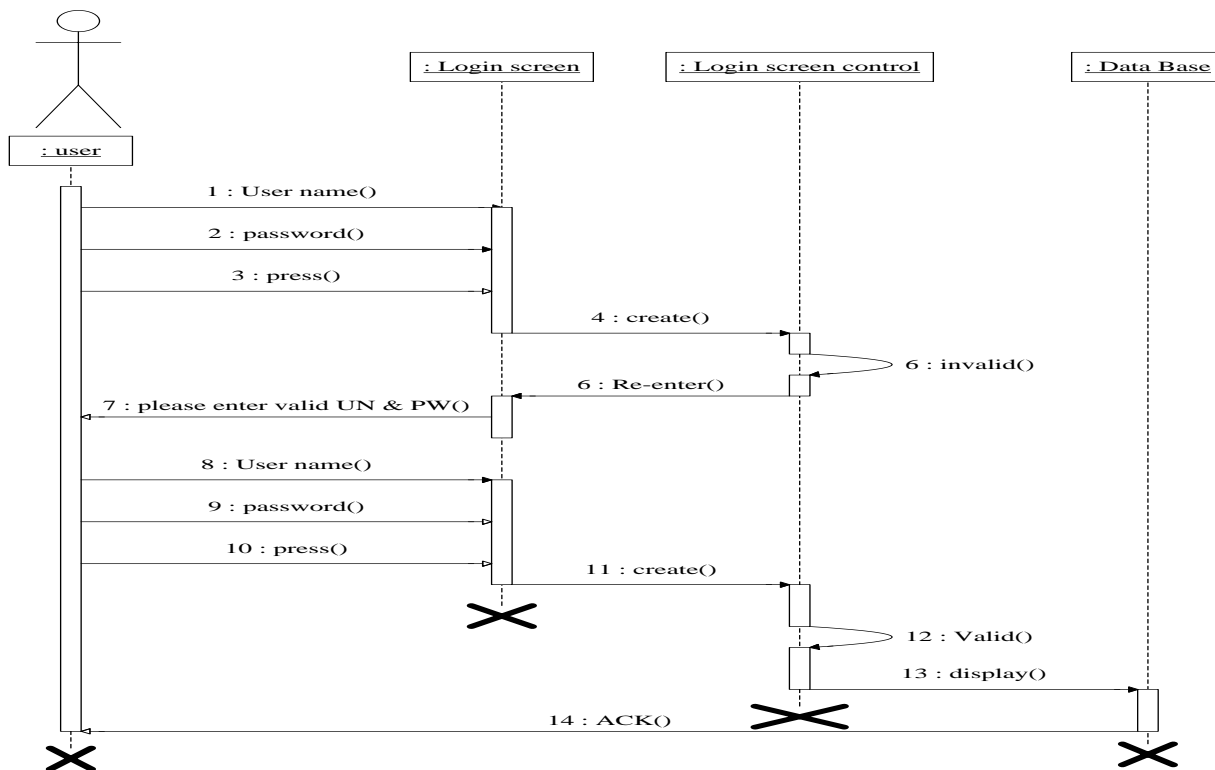 : Login screen
: Login screen control
: Data Base
: user
1 : User name()
2 : password()
3 : press()
4 : create()
6 : invalid()
6 : Re-enter()
7 : please enter valid UN & PW()
8 : User name()
9 : password()
10 : press()
11 : create()
12 : Valid()
13 : display()
14 : ACK()